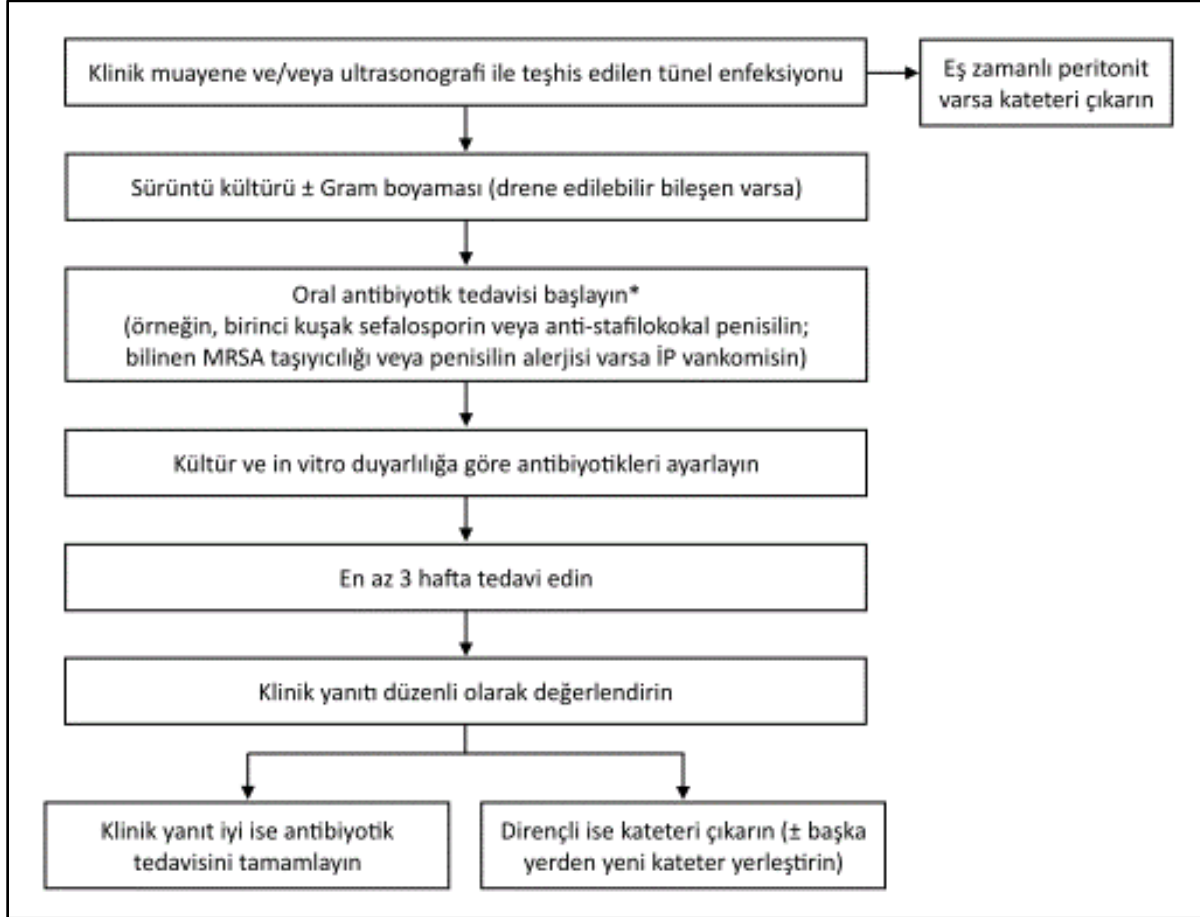 Klinik muayene ve/veya ultrasonografi ile teşhis edilen tünel enfeksiyonu
Eş zamanlı peritonit
varsa kateteri çıkarın
Sürüntü kültürü ± Gram boyaması (drene edilebilir bileşen varsa)
Oral antibiyotik tedavisi başlayın*
(örneğin, birinci kuşak sefalosporin veya anti-stafilokokal penisilin;
bilinen MRSA taşıyıcılığı veya penisilin alerjisi varsa İP vankomisin)
Kültür ve in vitro duyarlılığa göre antibiyotikleri ayarlayın
En az 3 hafta tedavi edin
Klinik yanıtı düzenli olarak değerlendirin
Klinik yanıt iyi ise antibiyotik
tedavisini tamamlayın
Dirençli ise kateteri çıkarın (± başka
yerden yeni kateter yerleştirin)